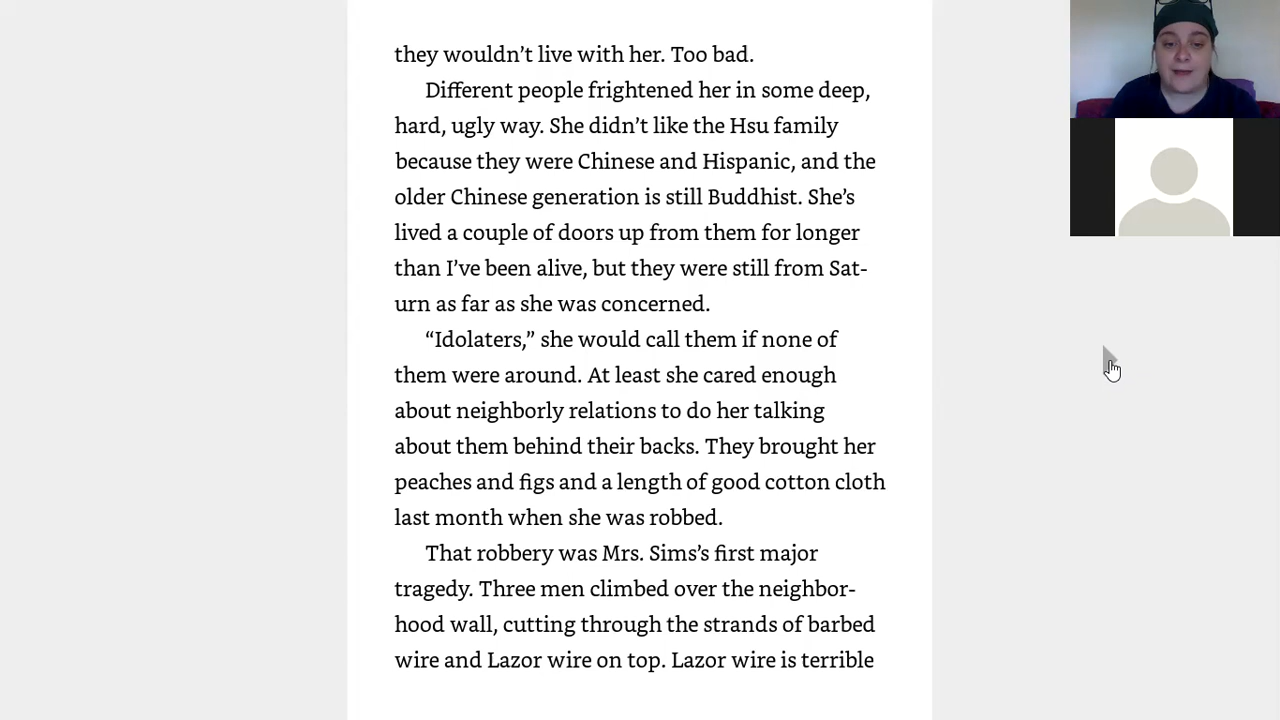 they wouldn’t live with her. Too bad.
Different people frightened her in some deep,
hard, ugly way. She didn’t like the Hsu family
because they were Chinese and Hispanic, and the
older Chinese generation is still Buddhist. She’s
lived a couple of doors up from them for longer
than I’ve been alive, but they were still from Sat-
urn as far as she was concerned.
“Idolaters,” she would call them if none of
them were around. At least she cared enough
about neighborly relations to do her talking
about them behind their backs. They brought her
peaches and figs and a length of good cotton cloth
last month when she was robbed.
That robbery was Mrs. Sims’s first major
tragedy. Three men climbed over the neighbor-
hood wall, cutting through the strands of barbed
wire and Lazor wire on top. Lazor wire is terrible